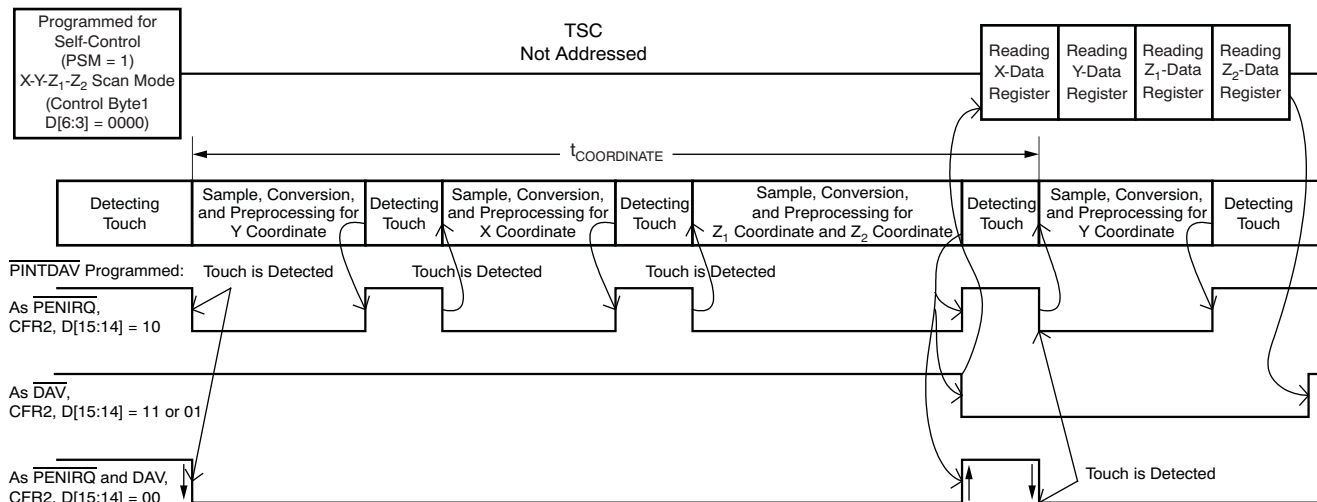 Programmed for
Self-Control
(PSM = 1)
X-Y-Z1-Z2 Scan Mode
(Control Byte1
D[6:3] = 0000)
TSC
Not Addressed
Reading
X-Data
Register
Reading
Y-Data
Register
Reading
Z1-Data
Register
Reading
Z2-Data
Register
tCOORDINATE
Detecting
Touch
Sample, Conversion,
and Preprocessing for
Y Coordinate
Detecting
Touch
Sample, Conversion,
and Preprocessing for
X Coordinate
Detecting
Touch
Sample, Conversion,
and Preprocessing for
Z1 Coordinate and Z2 Coordinate
Detecting
Touch
Sample, Conversion,
and Preprocessing for
Y Coordinate
Detecting
Touch
PINTDAV Programmed:
Touch is Detected
Touch is Detected
Touch is Detected
As PENIRQ,
CFR2, D[15:14] = 10
As DAV,
CFR2, D[15:14] = 11 or 01
As PENIRQ and DAV,
CFR2, D[15:14] = 00
Touch is Detected